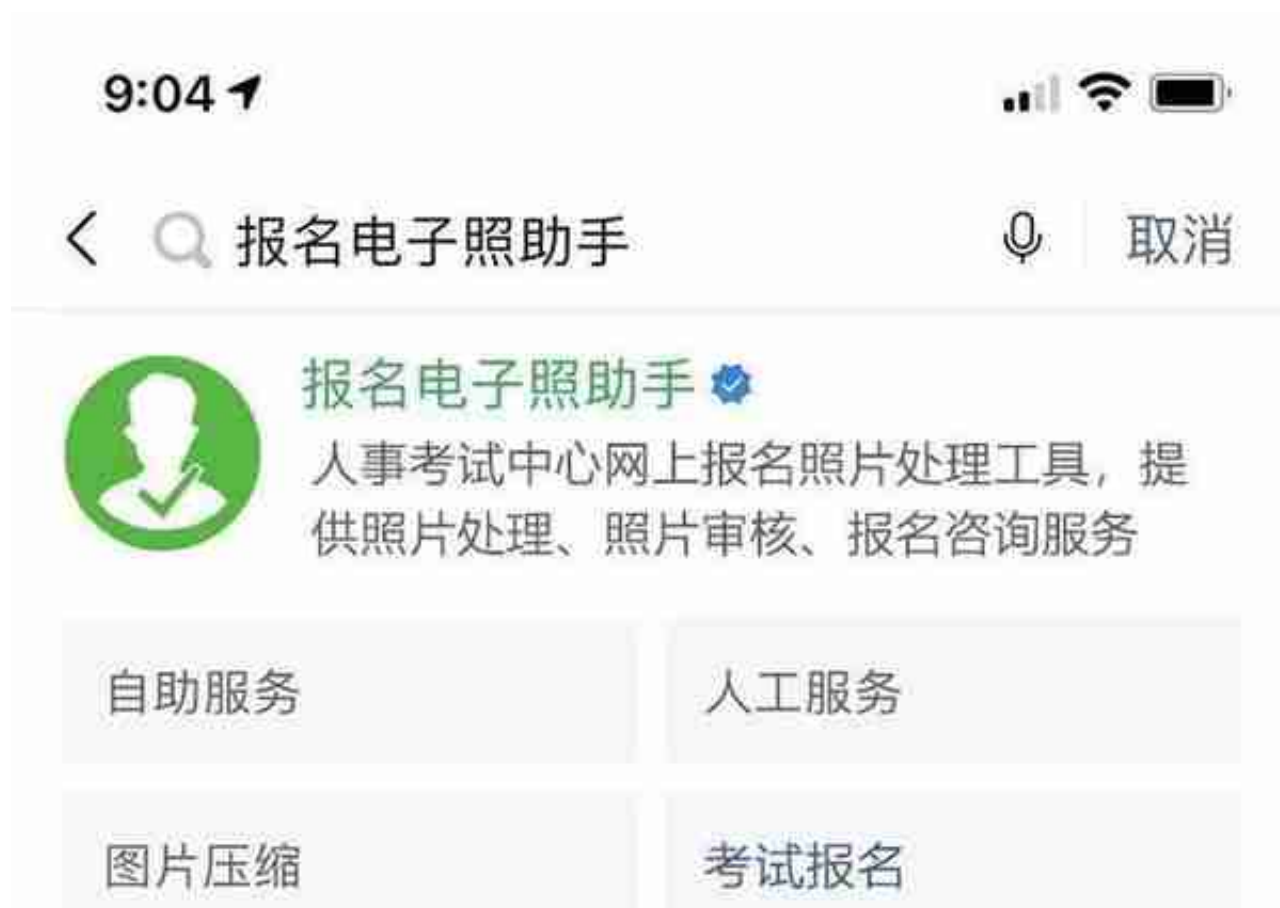 9:04
报名电子照助手 取消
报名电子照助手
人事考试中心网上报名照片处理工具，提
供照片处理、照片审核、报名咨询服务
自助服务 人工服务
图片压缩 考试报名